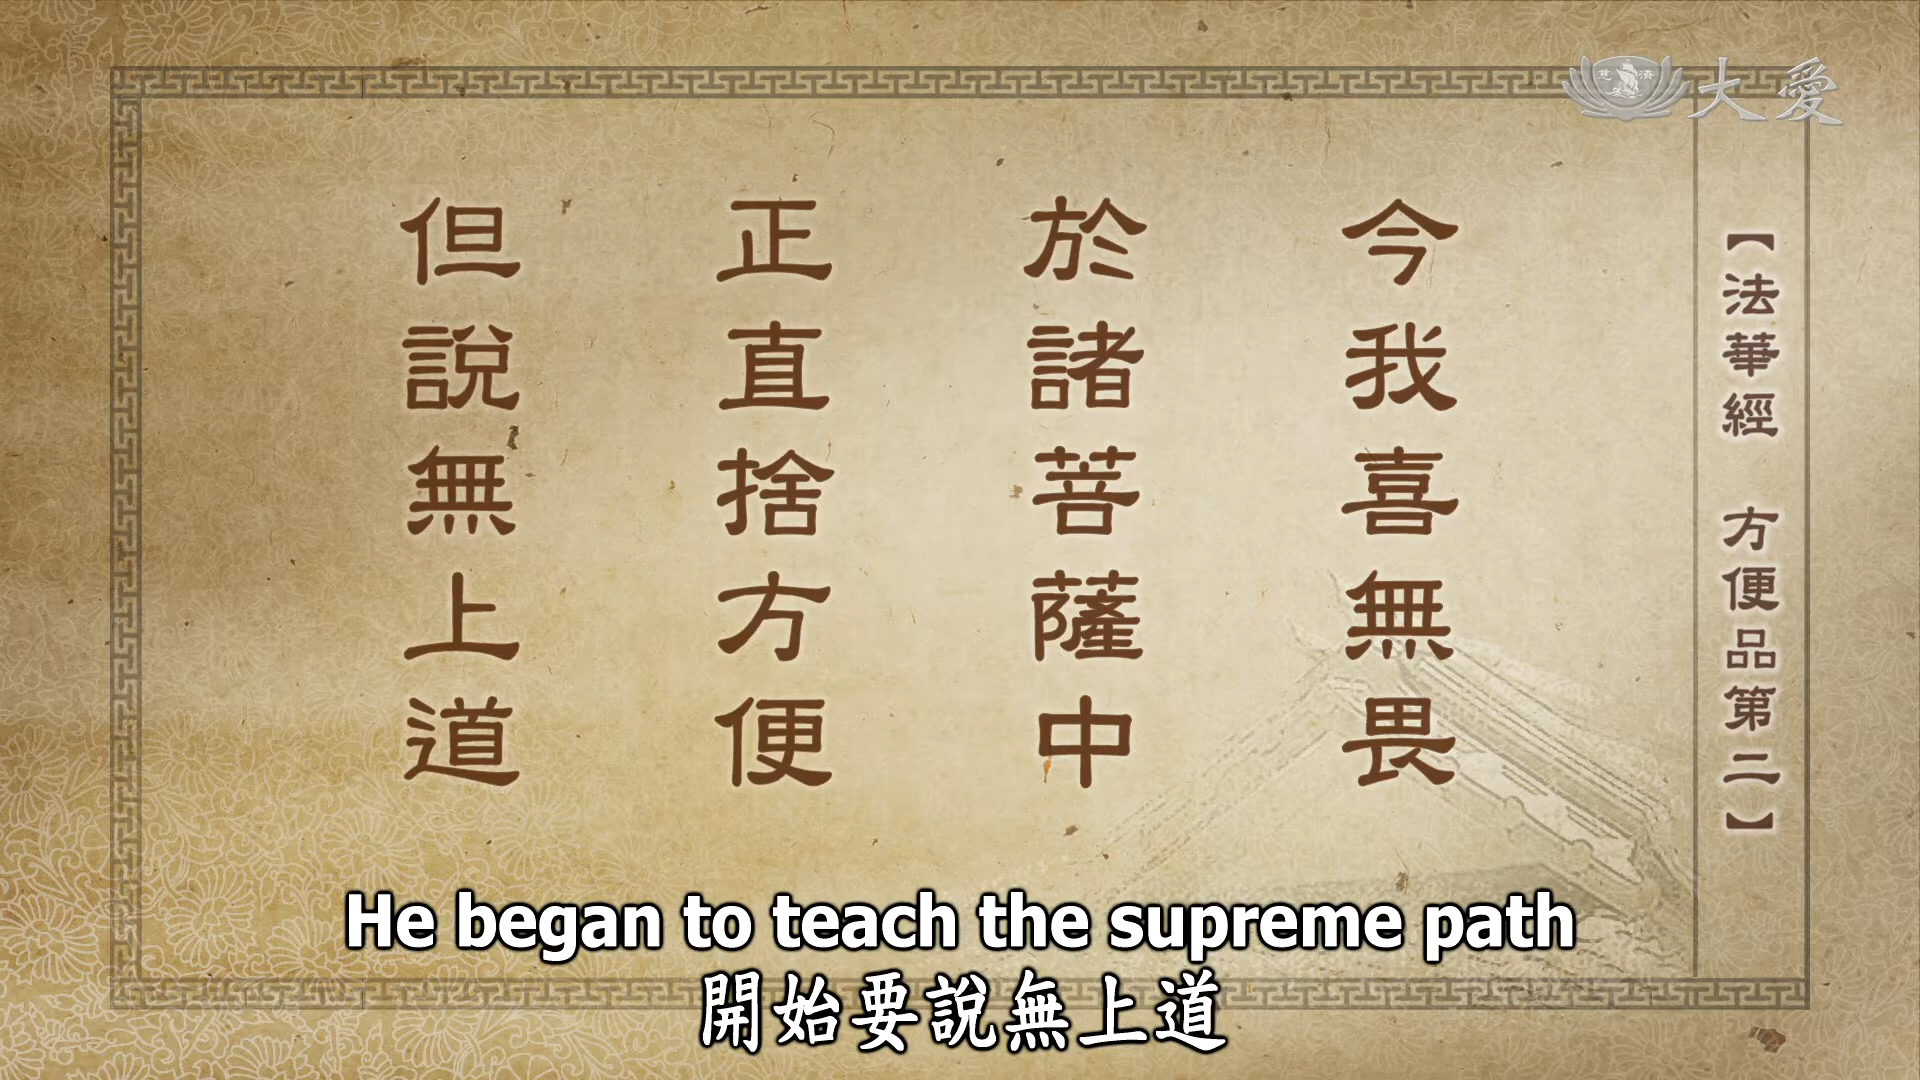 大愛
慈濟
【法華經 方便品第二】
今我喜無畏
於諸菩薩中
正直捨方便
但說無上道
He began to teach the supreme path
開始要說無上道